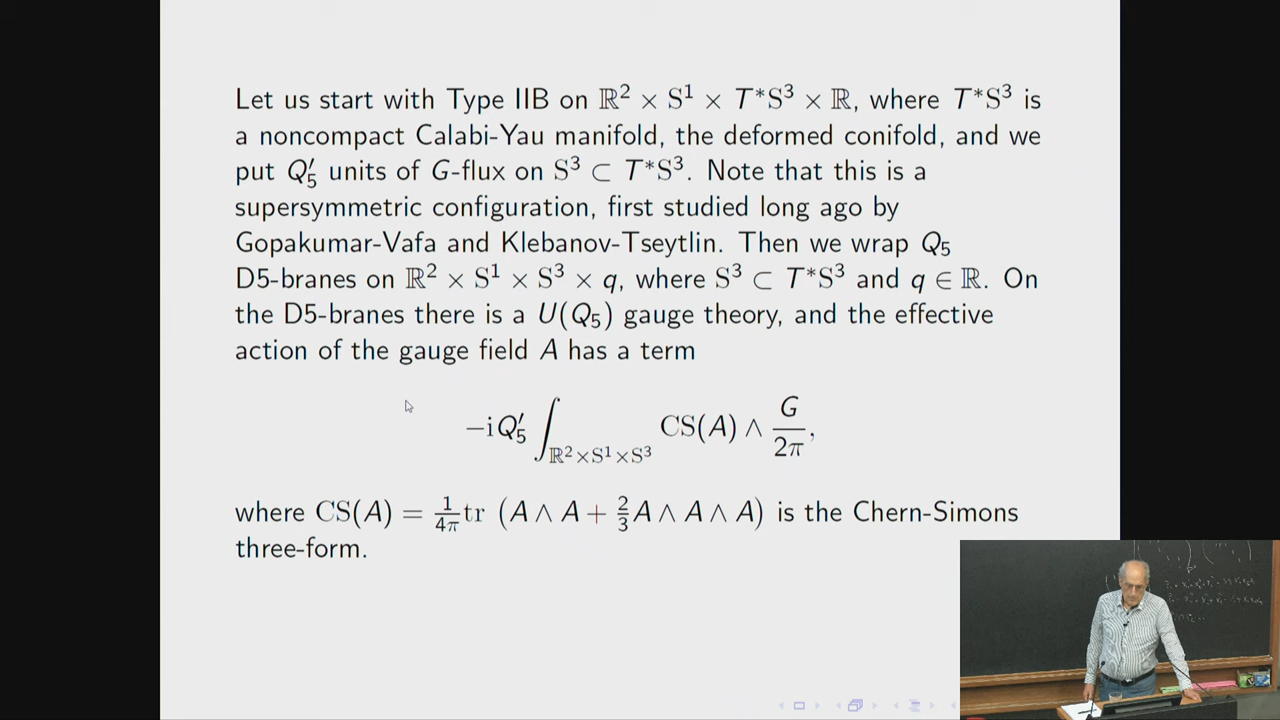 Let us start with Type IIB on ℝ² × S¹ × T*S³ × ℝ, where T*S³ is
a noncompact Calabi-Yau manifold, the deformed conifold, and we
put Q′₅ units of G-flux on S³ ⊂ T*S³. Note that this is a
supersymmetric configuration, first studied long ago by
Gopakumar-Vafa and Klebanov-Tseytlin. Then we wrap Q₅
D5-branes on ℝ² × S¹ × S³ × q, where S³ ⊂ T*S³ and q ∈ ℝ. On
the D5-branes there is a U(Q₅) gauge theory, and the effective
action of the gauge field A has a term
−iQ′₅ ∫_{ℝ²×S¹×S³} CS(A) ∧ G/2π,
where CS(A) = 1/4π tr (A ∧ A + 2/3 A ∧ A ∧ A) is the Chern-Simons
three-form.